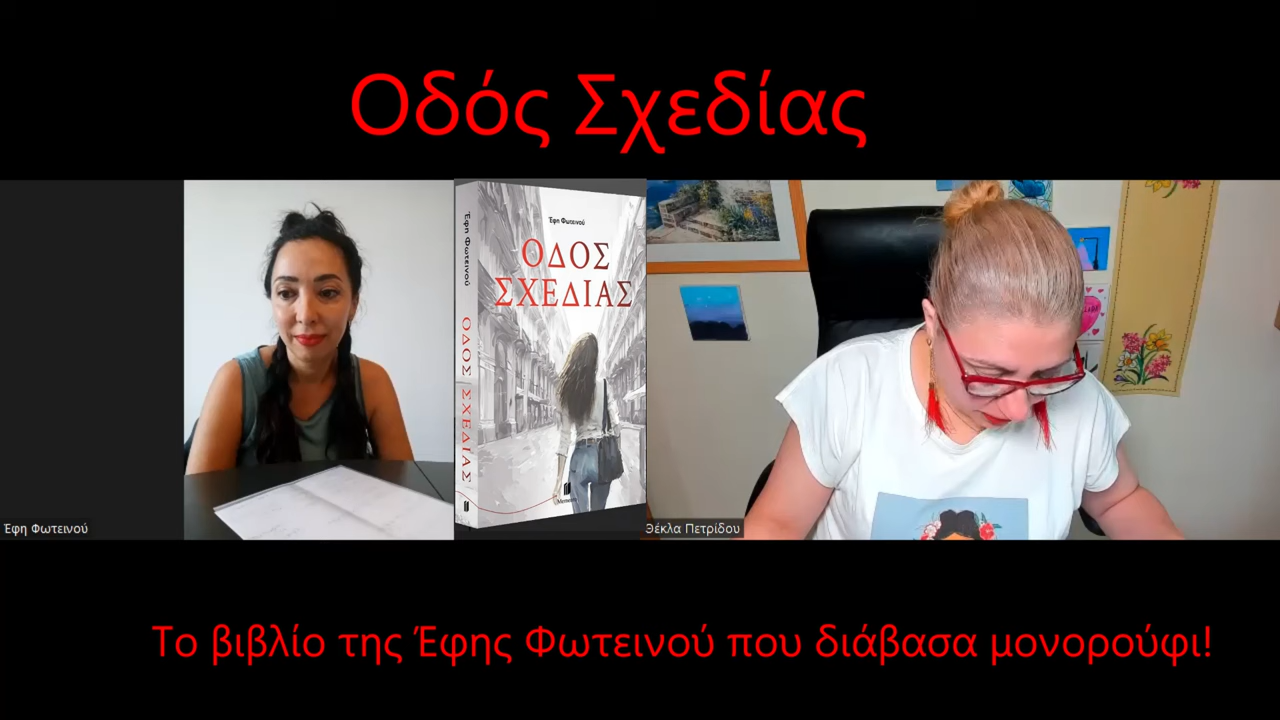 Οδός Σχεδίας
Έφη Φωτεινού
ΟΔΟΣ
ΣΧΕΔΙΑΣ
Έφη Φωτεινού
ΟΔΟΣ ΣΧΕΔΙΑΣ
Έφη Φωτεινού
Θέκλα Πετρίδου
Το βιβλίο της Έφης Φωτεινού που διάβασα μονορούφι!